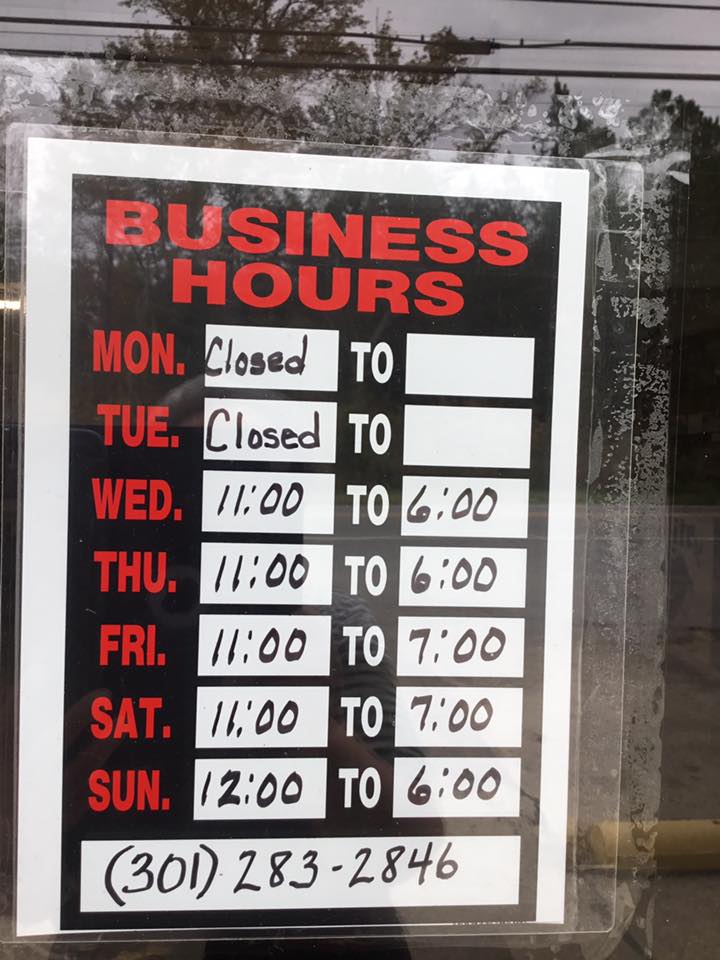 BUSINESS
HOURS
MON. Closed TO
TUE. Closed TO
WED. 11:00 TO 6:00
THU. 11:00 TO 6:00
FRI. 11:00 TO 7:00
SAT. 11:00 TO 7:00
SUN. 12:00 TO 6:00
(301) 283-2846